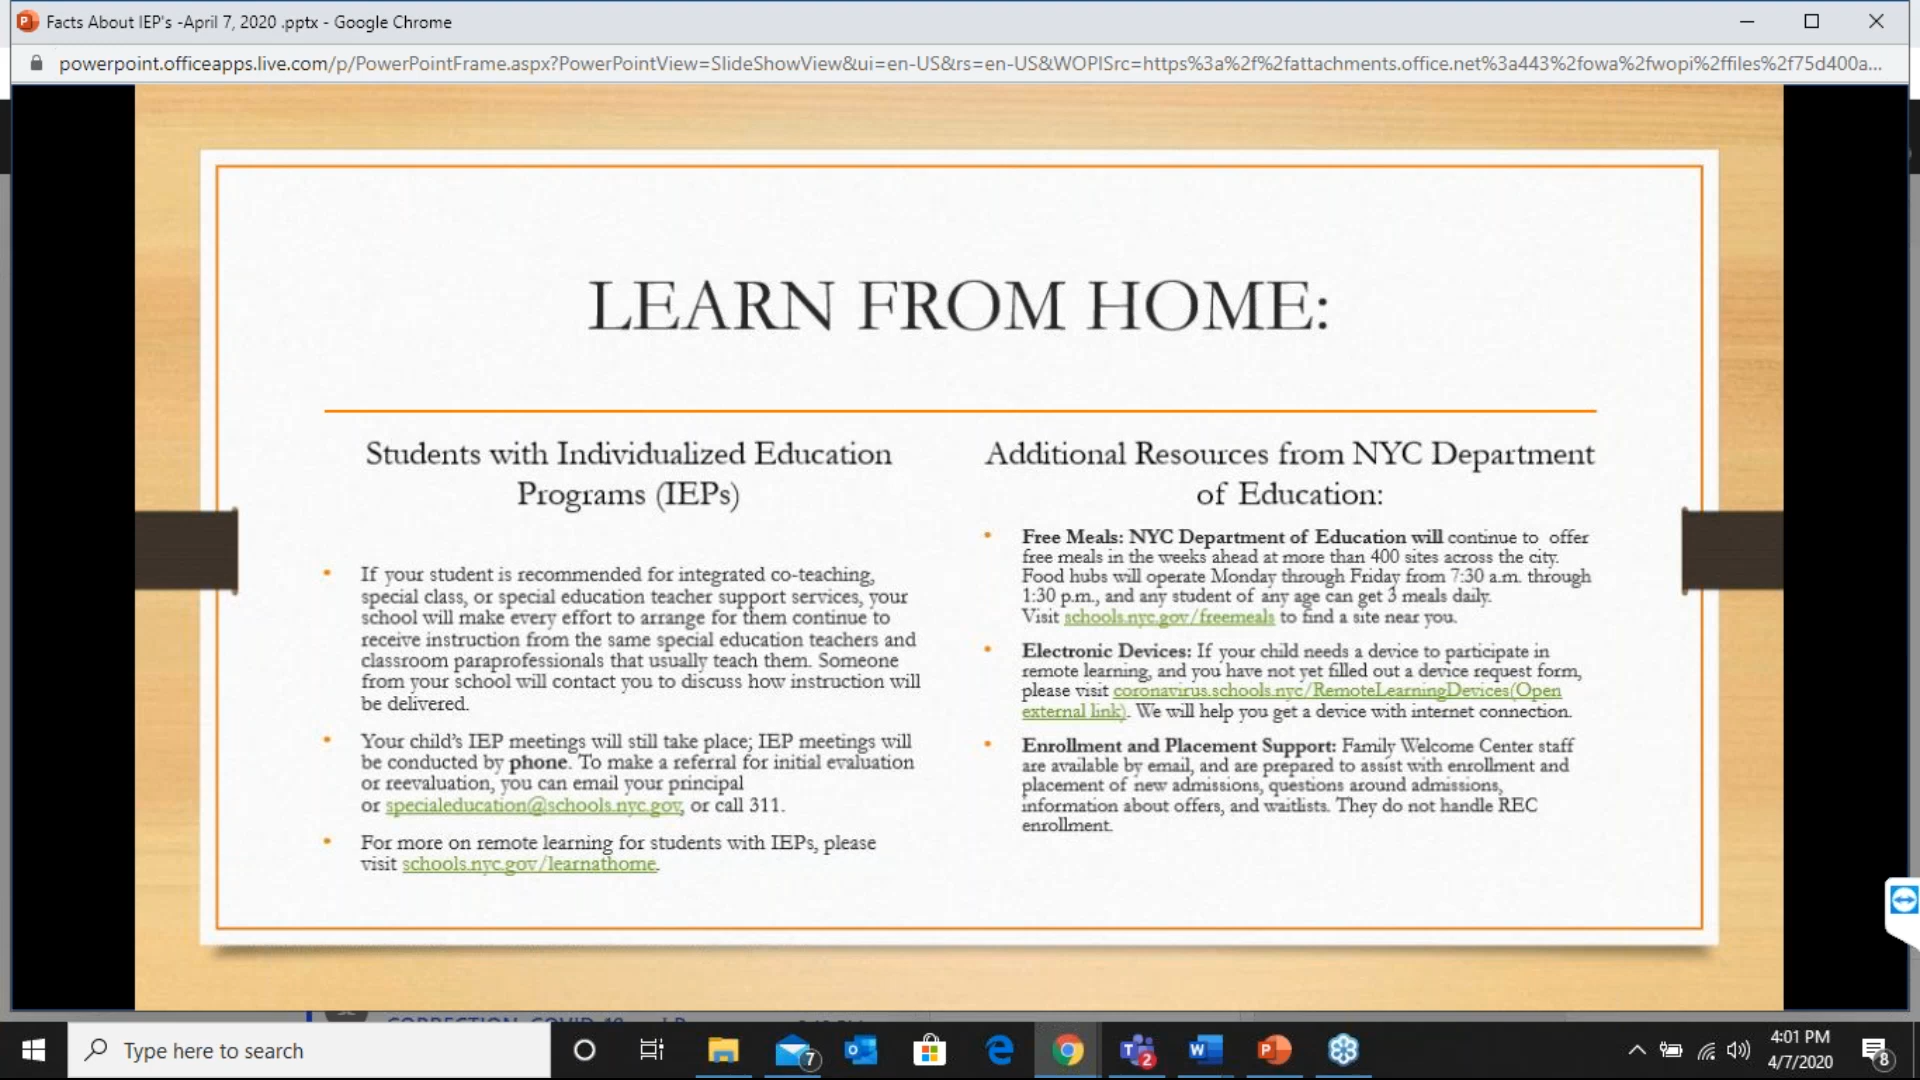 Facts About IEP's -April 7, 2020 .pptx - Google Chrome
powerpoint.officeapps.live.com/p/PowerPointFrame.aspx?PowerPointView=SlideShowView&ui=en-US&rs=en-US&WOPISrc=https%3a%2f%2fattachments.office.net%3a443%2fowa%2fwopi%2ffiles%2f75d400a...
LEARN FROM HOME:
Students with Individualized Education
Programs (IEPs)
• If your student is recommended for integrated co-teaching,
special class, or special education teacher support services, your
school will make every effort to arrange for them continue to
receive instruction from the same special education teachers and
classroom paraprofessionals that usually teach them. Someone
from your school will contact you to discuss how instruction will
be delivered.
• Your child's IEP meetings will still take place; IEP meetings will
be conducted by phone. To make a referral for initial evaluation
or reevaluation, you can email your principal
or specialeducation@schools.nyc.gov, or call 311.
• For more on remote learning for students with IEPs, please
visit schools.nyc.gov/learnathome.
Additional Resources from NYC Department
of Education:
• Free Meals: NYC Department of Education will continue to offer
free meals in the weeks ahead at more than 400 sites across the city.
Food hubs will operate Monday through Friday from 7:30 a.m. through
1:30 p.m., and any student of any age can get 3 meals daily.
Visit schools.nyc.gov/freemeals to find a site near you.
• Electronic Devices: If your child needs a device to participate in
remote learning, and you have not yet filled out a device request form,
please visit coronavirus.schools.nyc/RemoteLearningDevices(Open
external link). We will help you get a device with internet connection.
• Enrollment and Placement Support: Family Welcome Center staff
are available by email, and are prepared to assist with enrollment and
placement of new admissions, questions around admissions,
information about offers, and waitlists. They do not handle REC
enrollment.
Type here to search
7
2
4:01 PM
4/7/2020
8